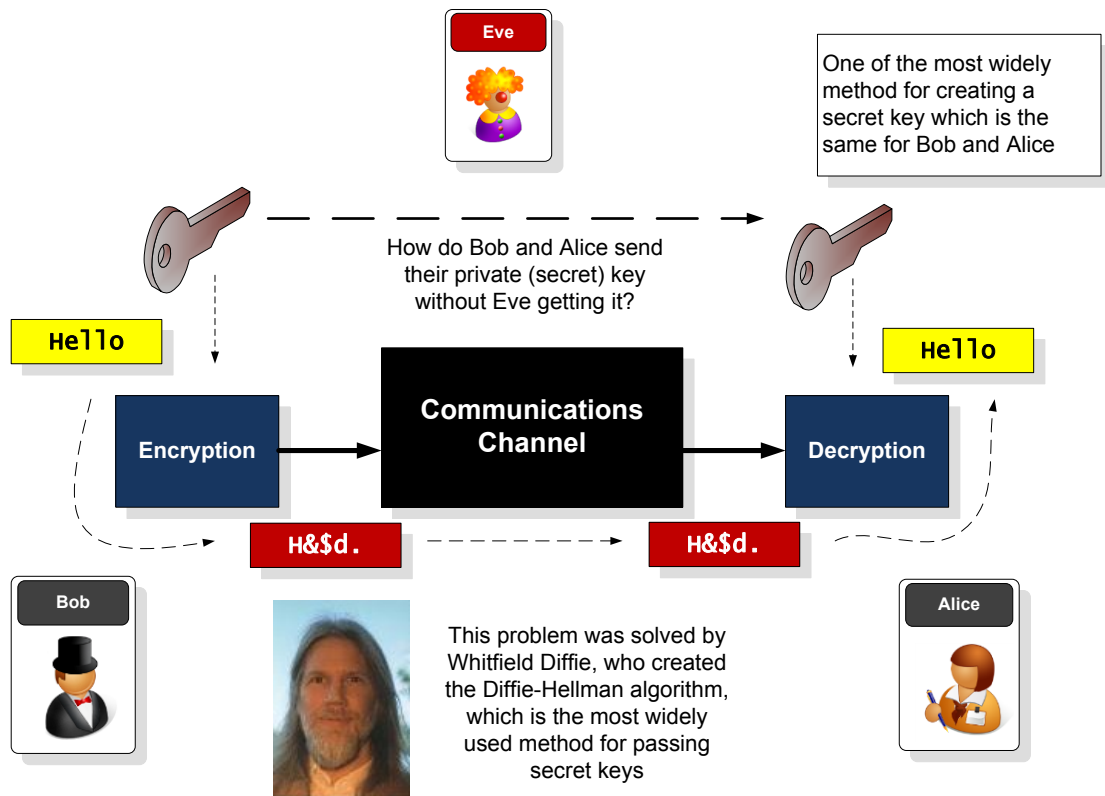 Eve
One of the most widely
method for creating a
secret key which is the
same for Bob and Alice
How do Bob and Alice send
their private (secret) key
without Eve getting it?
Hello
Hello
Encryption
Communications
Channel
Decryption
H&$d.
H&$d.
Bob
Alice
This problem was solved by
Whitfield Diffie, who created
the Diffie-Hellman algorithm,
which is the most widely
used method for passing
secret keys